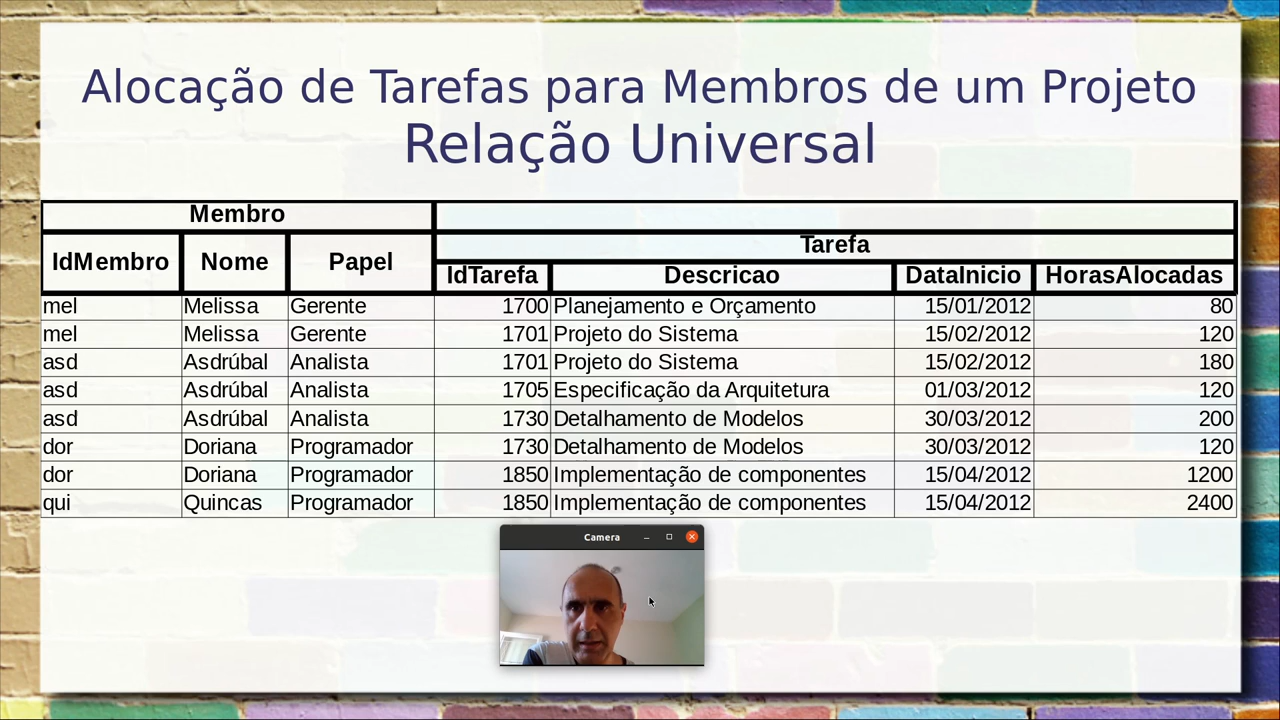 Alocação de Tarefas para Membros de um Projeto
Relação Universal
Membro
Tarefa
IdMembro Nome Papel IdTarefa Descricao DataInicio HorasAlocadas
mel Melissa Gerente 1700 Planejamento e Orçamento 15/01/2012 80
mel Melissa Gerente 1701 Projeto do Sistema 15/02/2012 120
asd Asdrúbal Analista 1701 Projeto do Sistema 15/02/2012 180
asd Asdrúbal Analista 1705 Especificação da Arquitetura 01/03/2012 120
asd Asdrúbal Analista 1730 Detalhamento de Modelos 30/03/2012 200
dor Doriana Programador 1730 Detalhamento de Modelos 30/03/2012 120
dor Doriana Programador 1850 Implementação de componentes 15/04/2012 1200
qui Quincas Programador 1850 Implementação de componentes 15/04/2012 2400
Camera